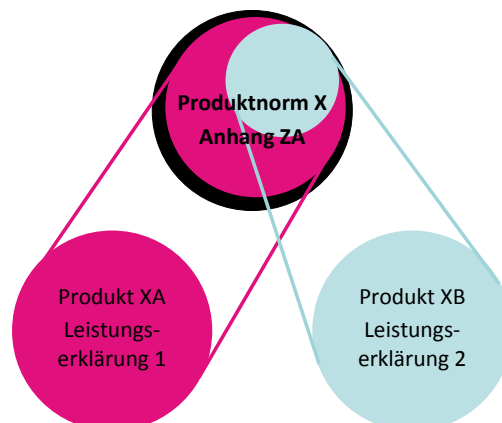 Produktnorm X
Anhang ZA
Produkt XA
Leistungs-
erklärung 1
Produkt XB
Leistungs-
erklärung 2